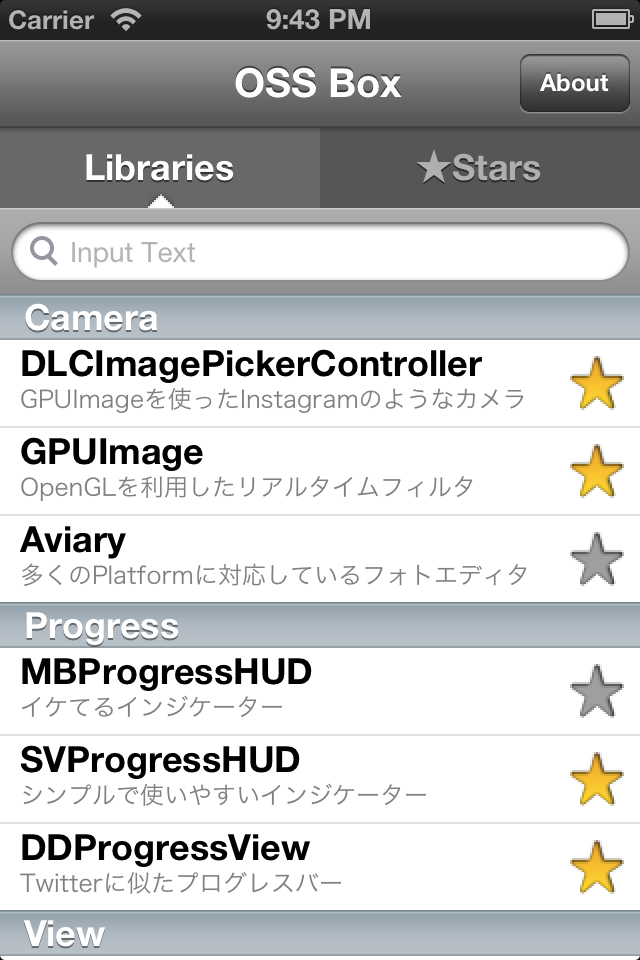 Carrier 9:43 PM
OSS Box About
Libraries ★Stars
Input Text
Camera
DLCImagePickerController
GPUImageを使ったInstagramのようなカメラ
GPUImage
OpenGLを利用したリアルタイムフィルタ
Aviary
多くのPlatformに対応しているフォトエディタ
Progress
MBProgressHUD
イケてるインジケーター
SVProgressHUD
シンプルで使いやすいインジケーター
DDProgressView
Twitterに似たプログレスバー
View